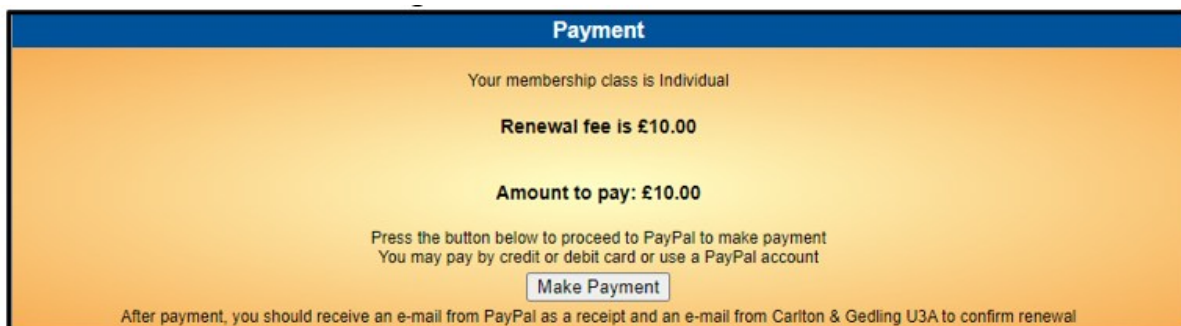 Payment
Your membership class is Individual
Renewal fee is £10.00
Amount to pay: £10.00
Press the button below to proceed to PayPal to make payment
You may pay by credit or debit card or use a PayPal account
Make Payment
After payment, you should receive an e-mail from PayPal as a receipt and an e-mail from Carlton & Gedling U3A to confirm renewal